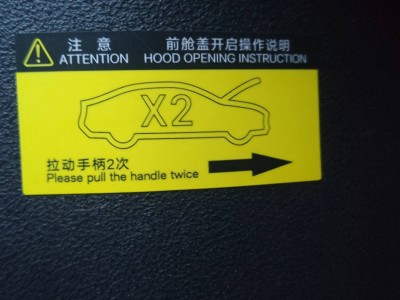 注 意 前舱盖开启操作说明
ATTENTION HOOD OPENING INSTRUCTION
X2
拉动手柄2次
Please pull the handle twice